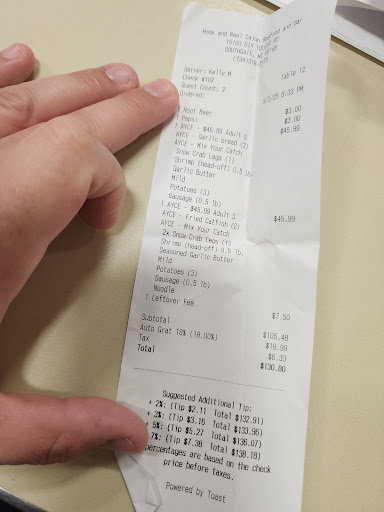 Hook and Reel Cajun Seafood and Bar
SOUTHGATE, MI 48195
Server: Kelly M
Check #102
Table 12
Guest Count: 2
Ordered:
5/3/25 8:33 PM
Root Beer $3.00
1 Pepsi $3.00
1 AYCE - $45.99 Adult S $45.99
AYCE - Garlic Bread (2)
AYCE - Mix Your Catch
Snow Crab Legs (1)
Shrimp (head-off) 0.5 lb
Garlic Butter
Mild
Potatoes (3)
Sausage (0.5 lb)
1 AYCE - $45.99 Adult S $45.99
AYCE - Fried Catfish (2)
AYCE - Mix Your Catch
2x Snow Crab Legs (1)
Shrimp (head-off) 0.5 lb
Seasoned Garlic Butter
Mild
Potatoes (3)
Sausage (0.5 lb)
Noodle
1 Leftover Fee $7.50
Subtotal $105.48
Auto Grat 18% (18.00%) $18.99
Tax $6.33
Total $130.80
Suggested Additional Tip:
+ 2%: (Tip $2.11 Total $132.91)
+ 3%: (Tip $3.16 Total $133.96)
+ 5%: (Tip $5.27 Total $136.07)
7%: (Tip $7.38 Total $138.18)
percentages are based on the check
price before taxes.
Powered by Toast